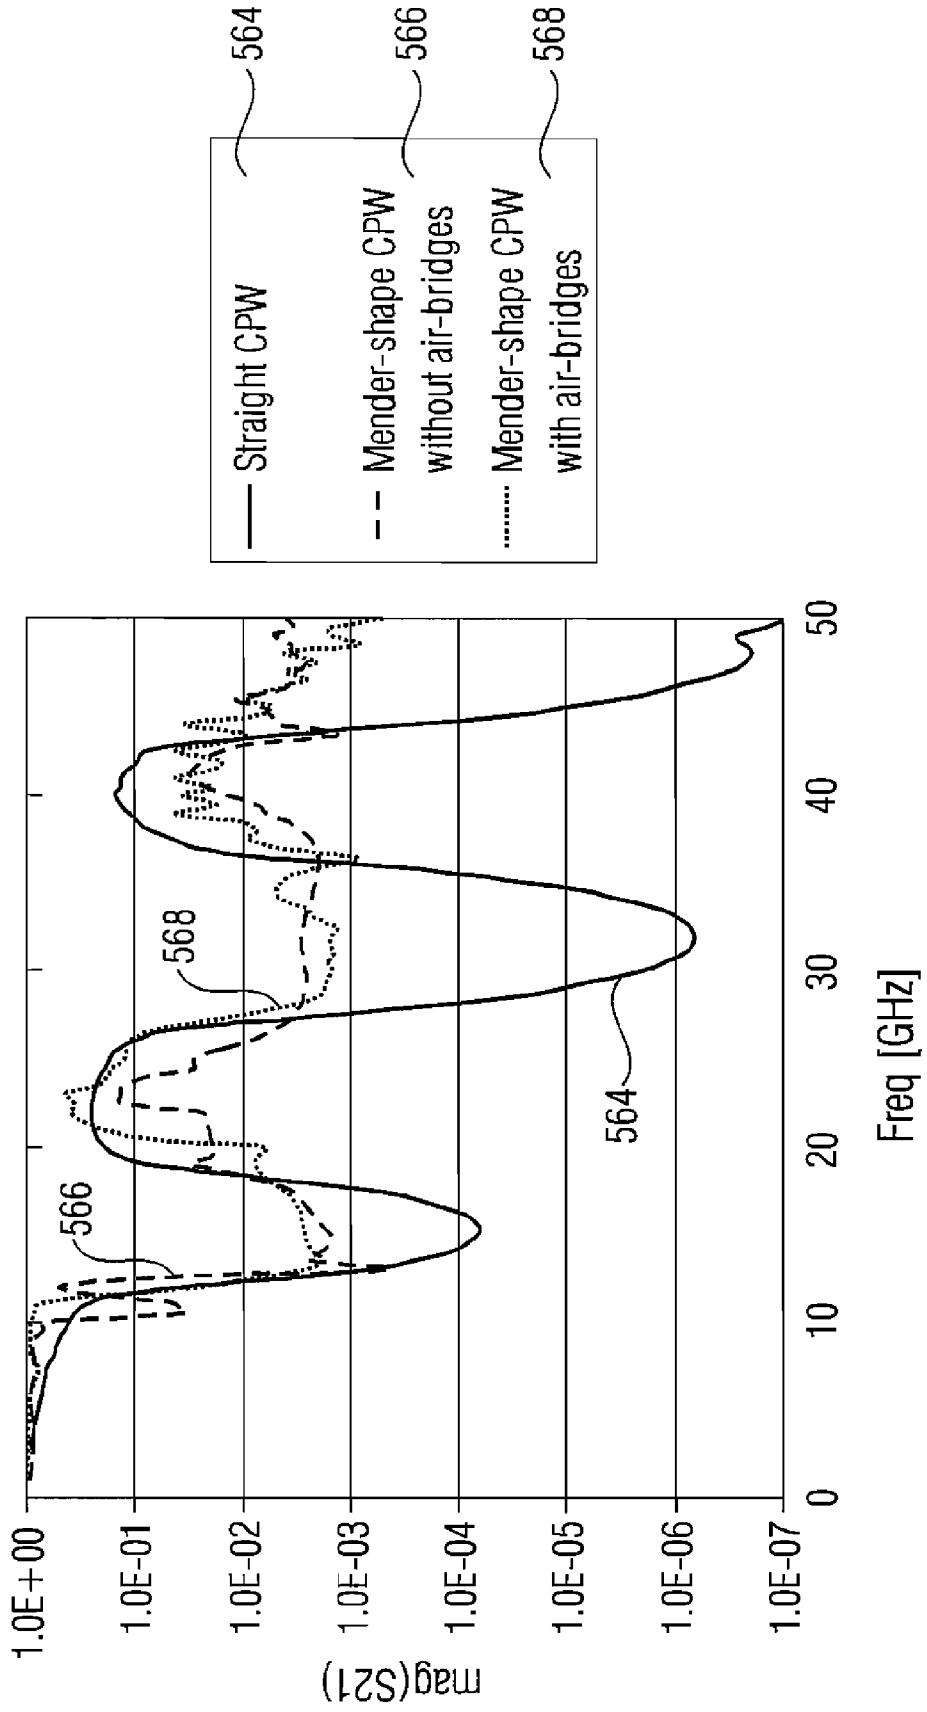 1.0E+00
1.0E-01
1.0E-02
1.0E-03
1.0E-04
1.0E-05
1.0E-06
1.0E-07
mag(S21)
0
10
20
30
40
50
Freq [GHz]
566
568
564
Straight CPW
564
Mender-shape CPW
without air-bridges
566
Mender-shape CPW
with air-bridges
568